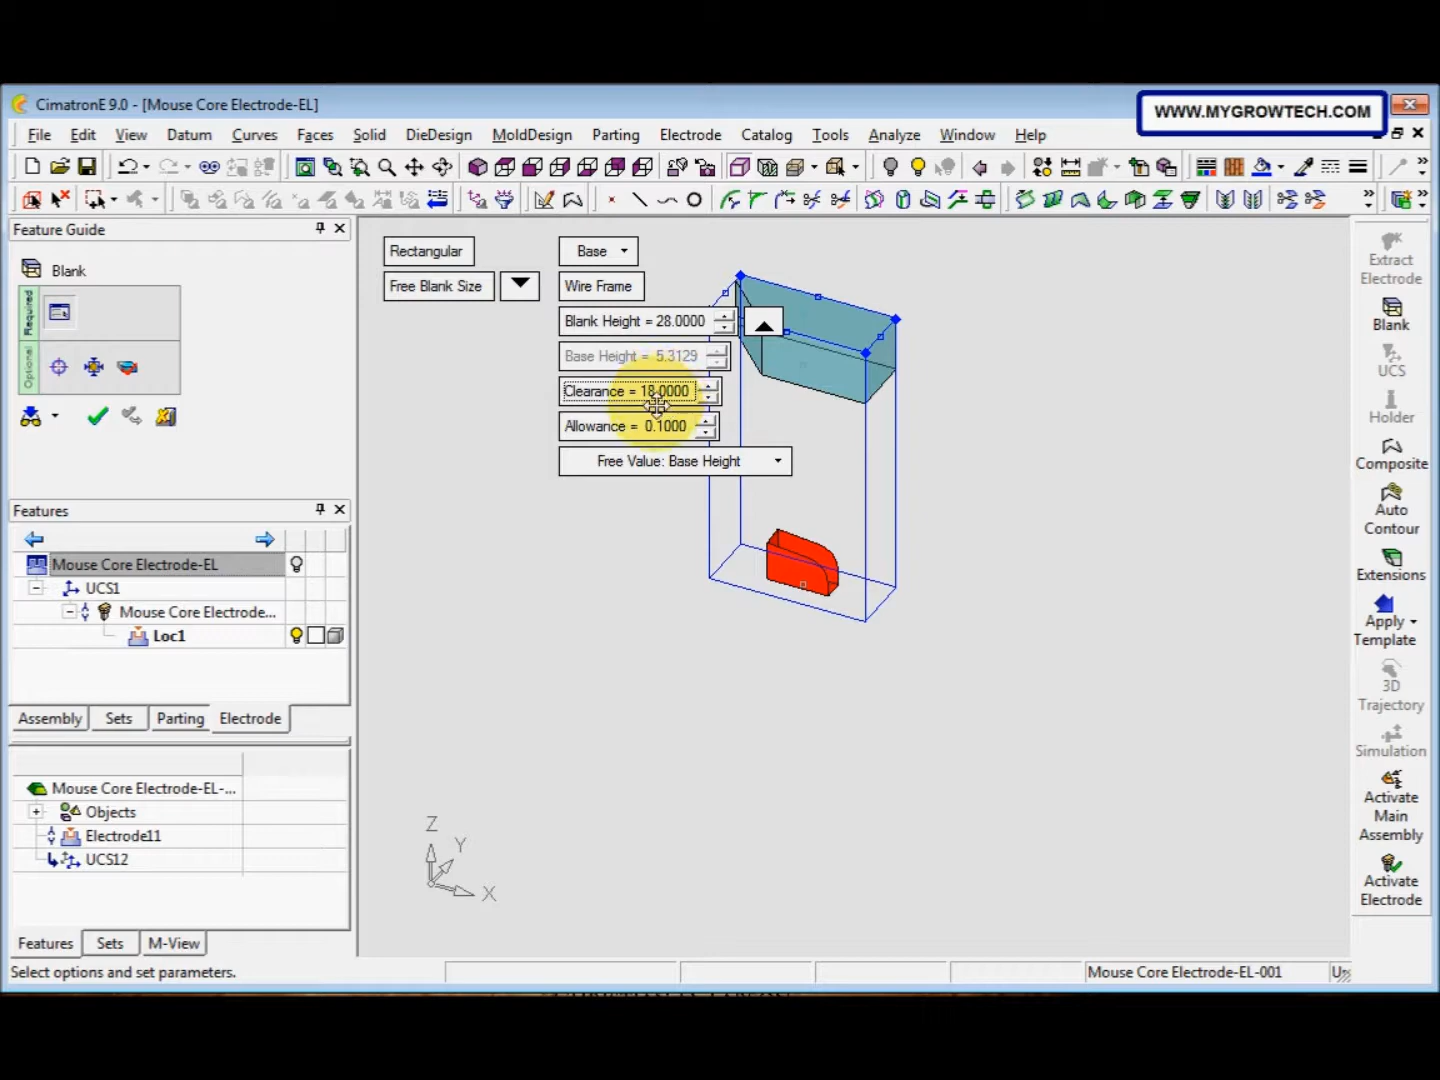 CimatronE 9.0 - [Mouse Core Electrode-EL]
WWW.MYGROWTECH.COM
File Edit View Datum Curves Faces Solid DieDesign MoldDesign Parting Electrode Catalog Tools Analyze Window Help
Feature Guide
Blank
Required
Optional
Rectangular
Free Blank Size
Base
Wire Frame
Blank Height = 28.0000
Base Height = 5.3129
Clearance = 18.0000
Allowance = 0.1000
Free Value: Base Height
Features
Mouse Core Electrode-EL
UCS1
Mouse Core Electrode...
Loc1
Assembly Sets Parting Electrode
Mouse Core Electrode-EL-...
Objects
Electrode11
UCS12
Features Sets M-View
Z
Y
X
Extract
Electrode
Blank
UCS
Holder
Composite
Auto
Contour
Extensions
Apply
Template
3D
Trajectory
Simulation
Activate
Main
Assembly
Activate
Electrode
Select options and set parameters.
Mouse Core Electrode-EL-001